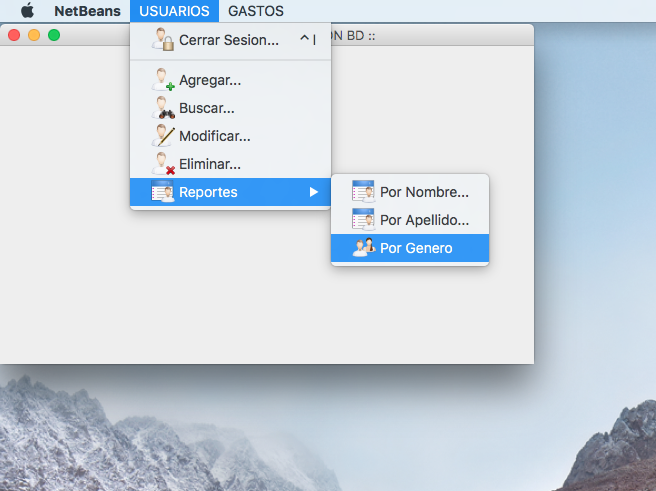 NetBeans USUARIOS GASTOS
ON BD ::
Cerrar Sesion... ^ I
Agregar...
Buscar...
Modificar...
Eliminar...
Reportes
Por Nombre...
Por Apellido...
Por Genero